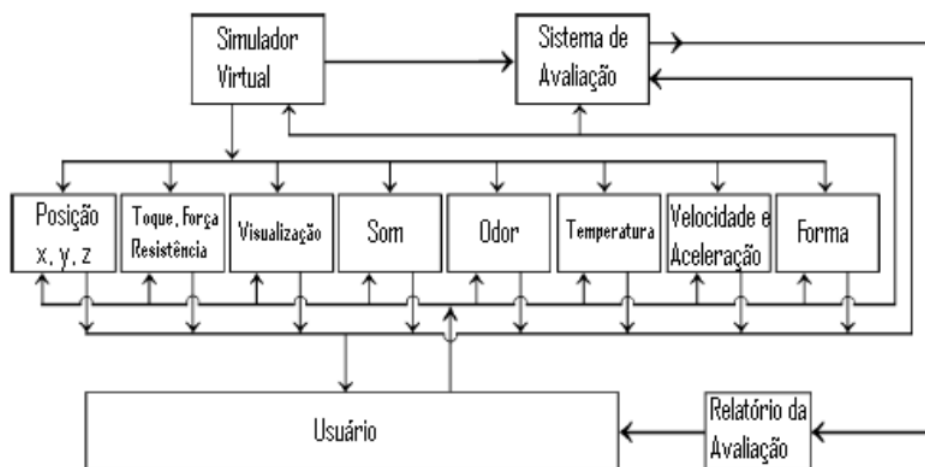 Simulador
Virtual
Sistema de
Avaliação
Posição
x, y, z
Toque, Força
Resistência
Visualização
Som
Odor
Temperatura
Velocidade e
Aceleração
Forma
Usuário
Relatório da
Avaliação